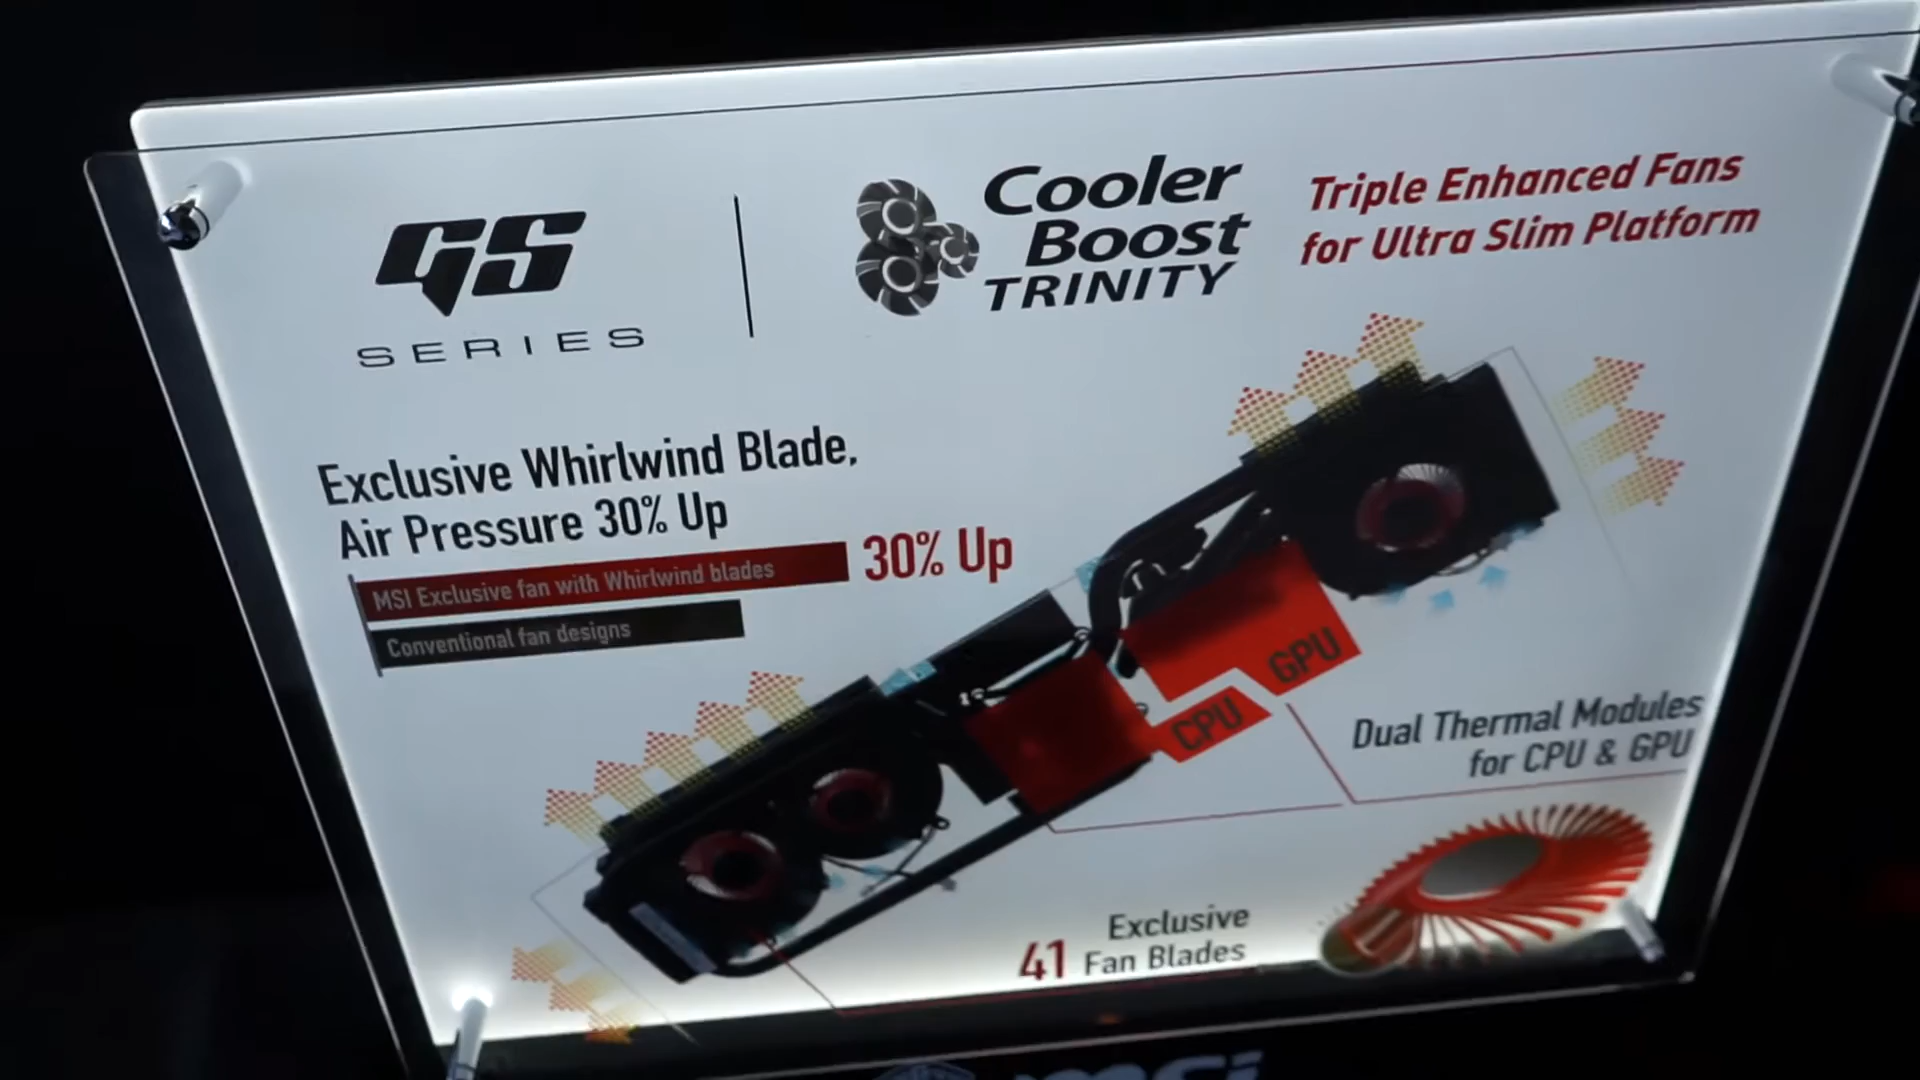 GS
SERIES
Cooler
Boost
TRINITY
Triple Enhanced Fans
for Ultra Slim Platform
Exclusive Whirlwind Blade,
Air Pressure 30% Up
MSI Exclusive fan with Whirlwind blades
30% Up
Conventional fan designs
GPU
CPU
Dual Thermal Modules
for CPU & GPU
Exclusive
41 Fan Blades
msi